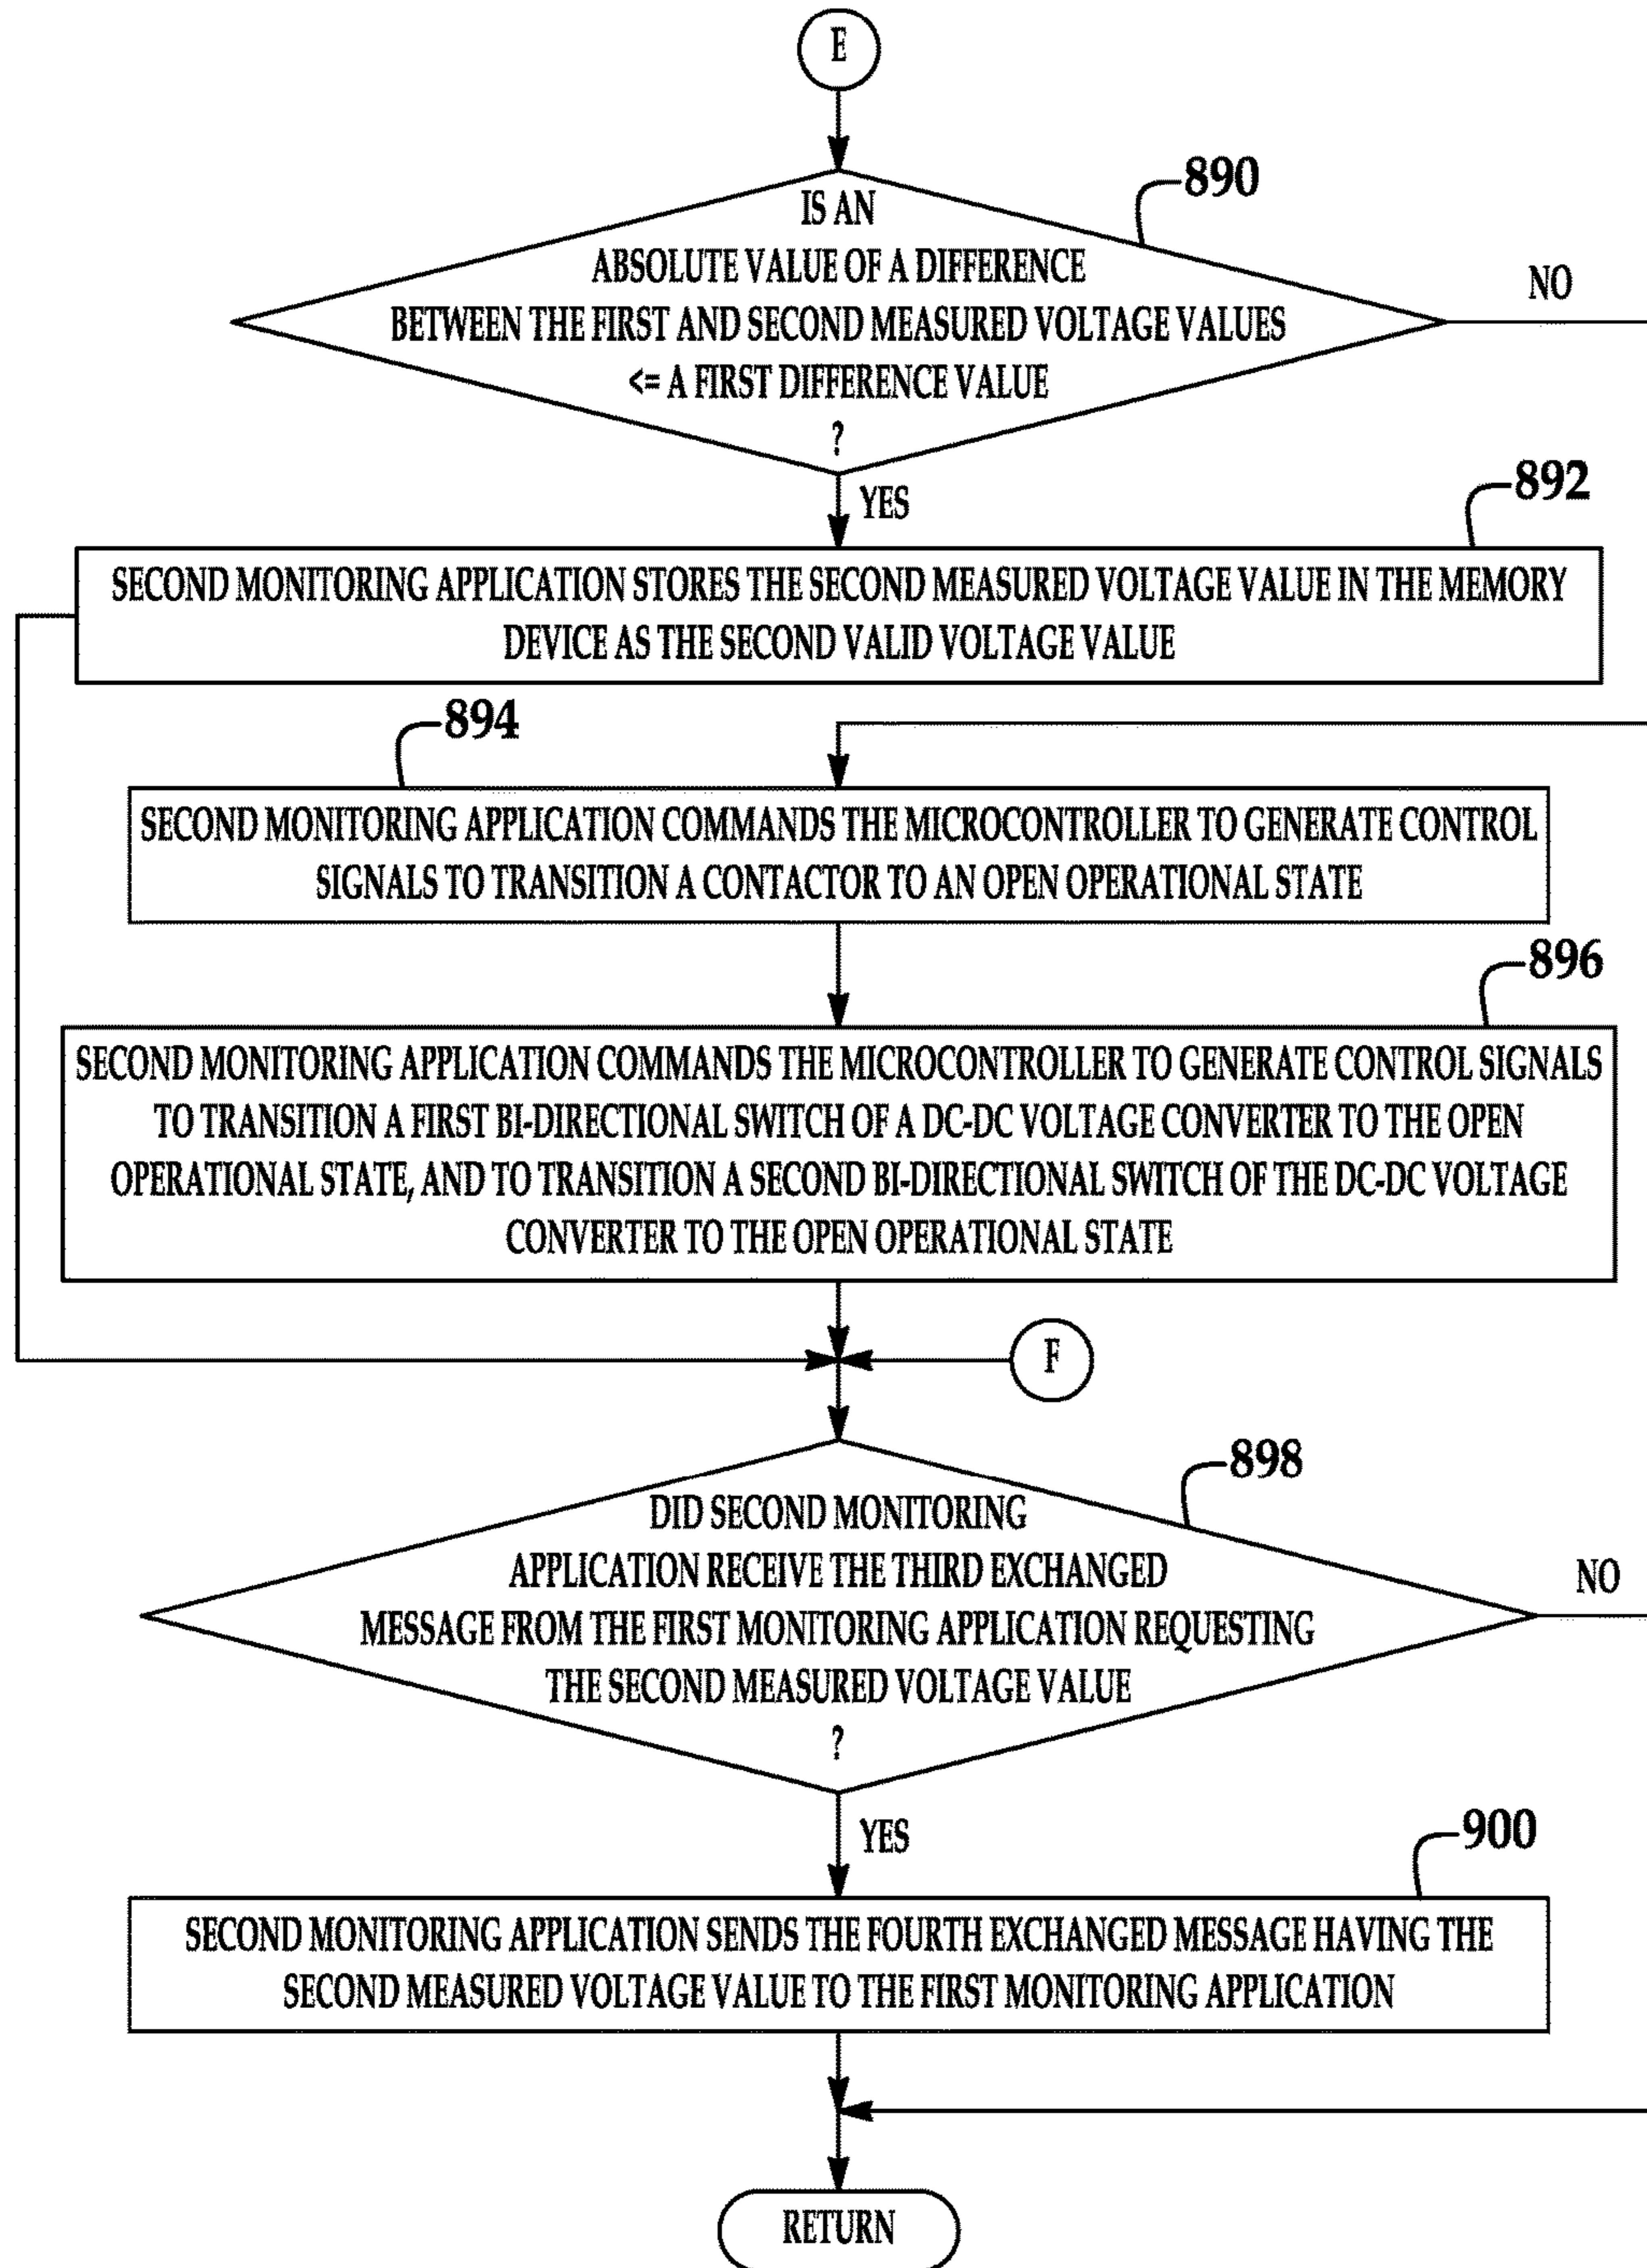 E
890
IS AN
ABSOLUTE VALUE OF A DIFFERENCE
BETWEEN THE FIRST AND SECOND MEASURED VOLTAGE VALUES
<= A FIRST DIFFERENCE VALUE
?
NO
YES
892
SECOND MONITORING APPLICATION STORES THE SECOND MEASURED VOLTAGE VALUE IN THE MEMORY
DEVICE AS THE SECOND VALID VOLTAGE VALUE
894
SECOND MONITORING APPLICATION COMMANDS THE MICROCONTROLLER TO GENERATE CONTROL
SIGNALS TO TRANSITION A CONTACTOR TO AN OPEN OPERATIONAL STATE
896
SECOND MONITORING APPLICATION COMMANDS THE MICROCONTROLLER TO GENERATE CONTROL SIGNALS
TO TRANSITION A FIRST BI-DIRECTIONAL SWITCH OF A DC-DC VOLTAGE CONVERTER TO THE OPEN
OPERATIONAL STATE, AND TO TRANSITION A SECOND BI-DIRECTIONAL SWITCH OF THE DC-DC VOLTAGE
CONVERTER TO THE OPEN OPERATIONAL STATE
F
898
DID SECOND MONITORING
APPLICATION RECEIVE THE THIRD EXCHANGED
MESSAGE FROM THE FIRST MONITORING APPLICATION REQUESTING
THE SECOND MEASURED VOLTAGE VALUE
?
NO
YES
900
SECOND MONITORING APPLICATION SENDS THE FOURTH EXCHANGED MESSAGE HAVING THE
SECOND MEASURED VOLTAGE VALUE TO THE FIRST MONITORING APPLICATION
RETURN